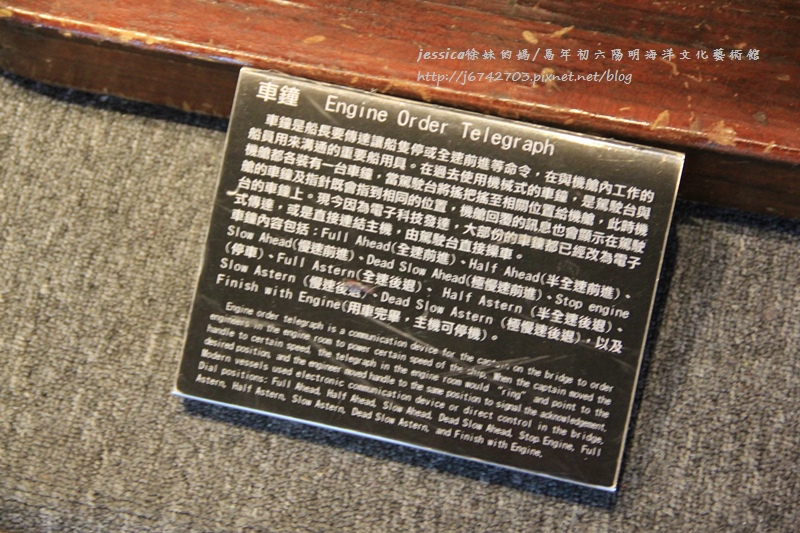 jessica徐妹的媽/馬年初六陽明海洋文化藝術館
http://j6742703.pixnet.net/blog
車鐘 Engine Order Telegraph
車鐘是船長要傳達讓船隻停或全速前進等命令，在與機艙內工作的
船員用來溝通的重要船用具。在過去使用機械式的車鐘，是駕駛台與
機艙都各裝有一台車鐘，當駕駛台將搖把搖至相關位置給機艙，此時機
艙的車鐘及指針既會指到相同的位置，機艙回覆的訊息也會顯示在駕駛
台的車鐘上。現今因為電子科技發達，大部份的車鐘都已經改為電子
式傳達，或是直接連結主機，由駕駛台直接操車。
車鐘內容包括：Full Ahead(全速前進)、Half Ahead(半全速前進)、
Slow Ahead(慢速前進)、Dead Slow Ahead(極慢速前進)、Stop engine
(停車)、Full Astern(全速後退)、 Half Astern (半全速後退)、
Slow Astern (慢速後退)、Dead Slow Astern (極慢速後退)，以及
Finish with Engine(用車完畢，主機可停機)。
Engine order telegraph is a communication device for the captain on the bridge to order
engineers in the engine room to power certain speed of the ship. When the captain moved the
handle to certain speed, the telegraph in the engine room would "ring" and point to the
desired position, and the engineer moved handle to the same position to signal the acknowledgement.
Modern vessels used electronic communication device or direct control in the bridge.
Dial positions: Full Ahead, Half Ahead, Slow Ahead, Dead Slow Ahead, Stop Engine, Full
Astern, Half Astern, Slow Astern, Dead Slow Astern, and Finish with Engine.